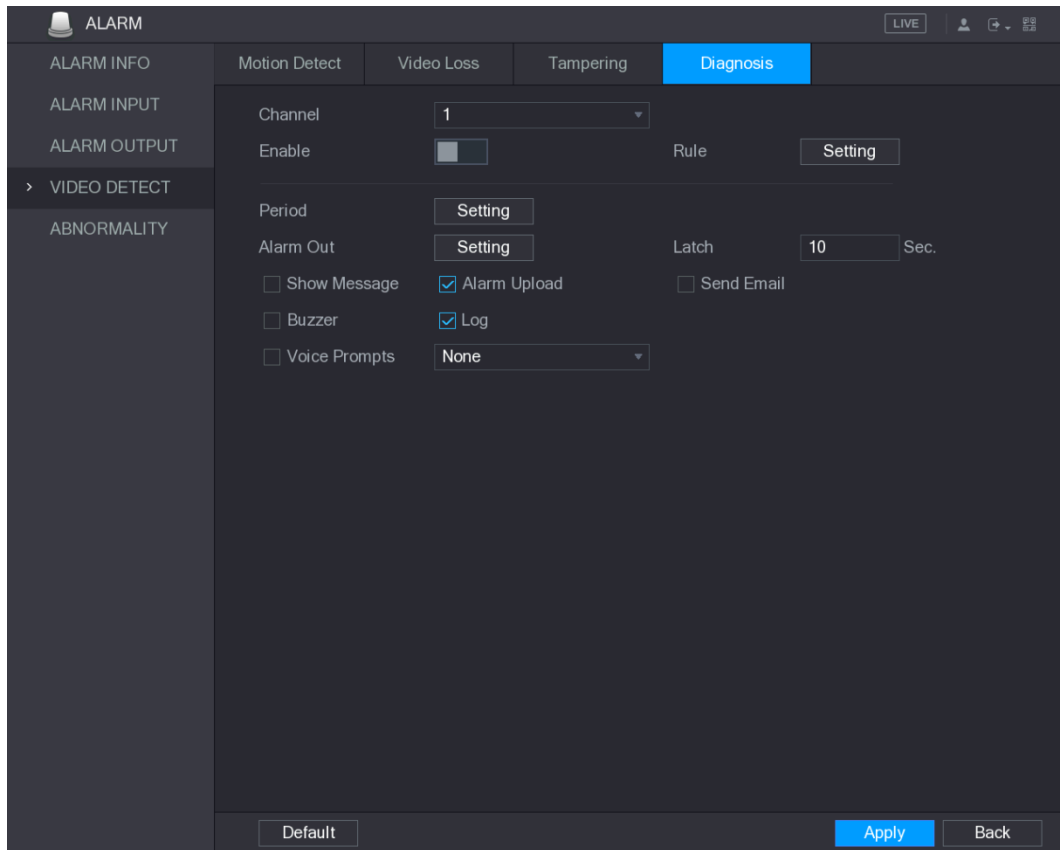 ALARM
LIVE
ALARM INFO
ALARM INPUT
ALARM OUTPUT
VIDEO DETECT
ABNORMALITY
Motion Detect
Video Loss
Tampering
Diagnosis
Channel
1
Enable
Rule
Setting
Period
Setting
Alarm Out
Setting
Latch
10
Sec.
Show Message
Alarm Upload
Send Email
Buzzer
Log
Voice Prompts
None
Default
Apply
Back